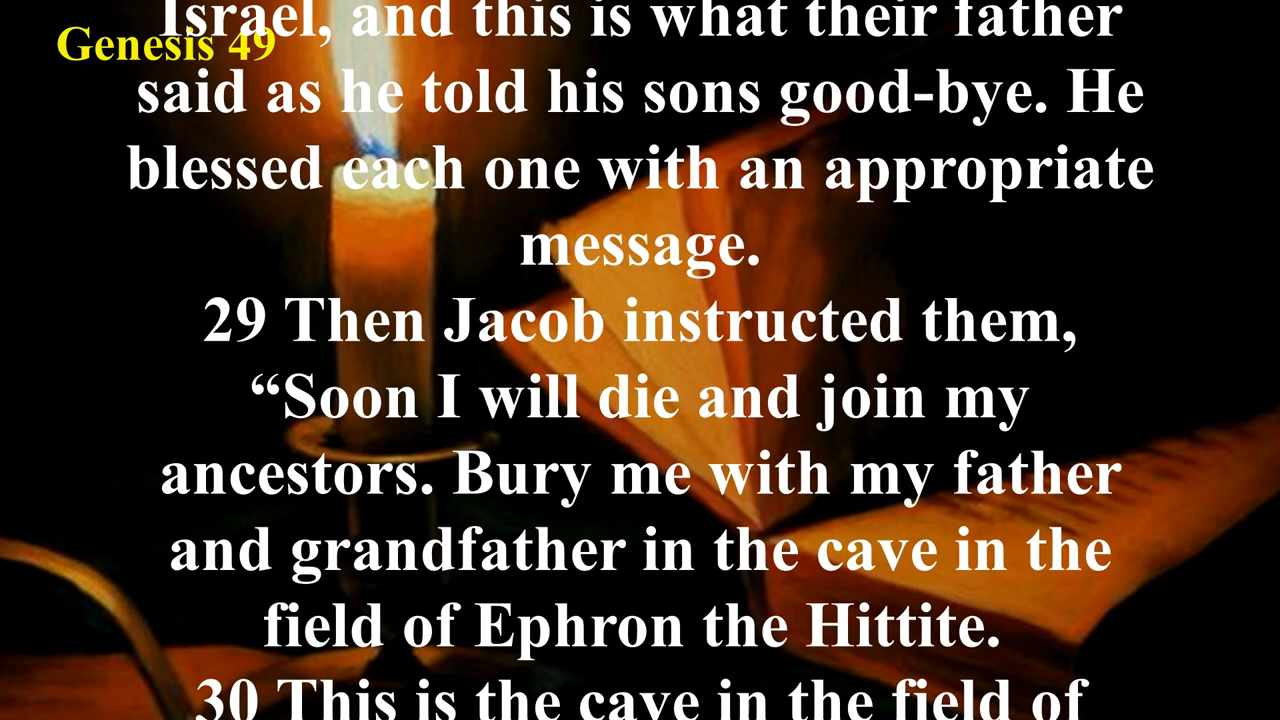 Israel, and this is what their father
Genesis 49
said as he told his sons good-bye. He
blessed each one with an appropriate
message.
29 Then Jacob instructed them,
“Soon I will die and join my
ancestors. Bury me with my father
and grandfather in the cave in the
field of Ephron the Hittite.
30 This is the cave in the field of